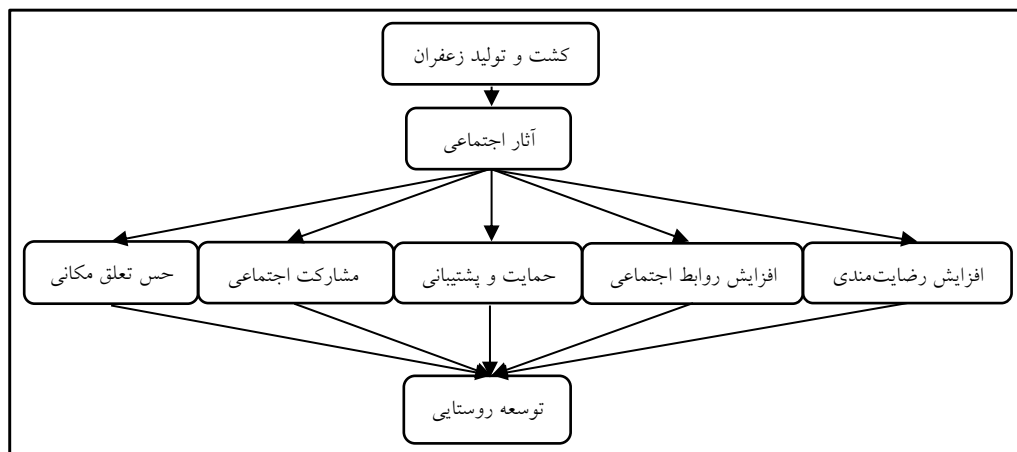 کشت و تولید زعفران
آثار اجتماعی
افزایش رضایت‌مندی
افزایش روابط اجتماعی
حمایت و پشتیبانی
مشارکت اجتماعی
حس تعلق مکانی
توسعه روستایی